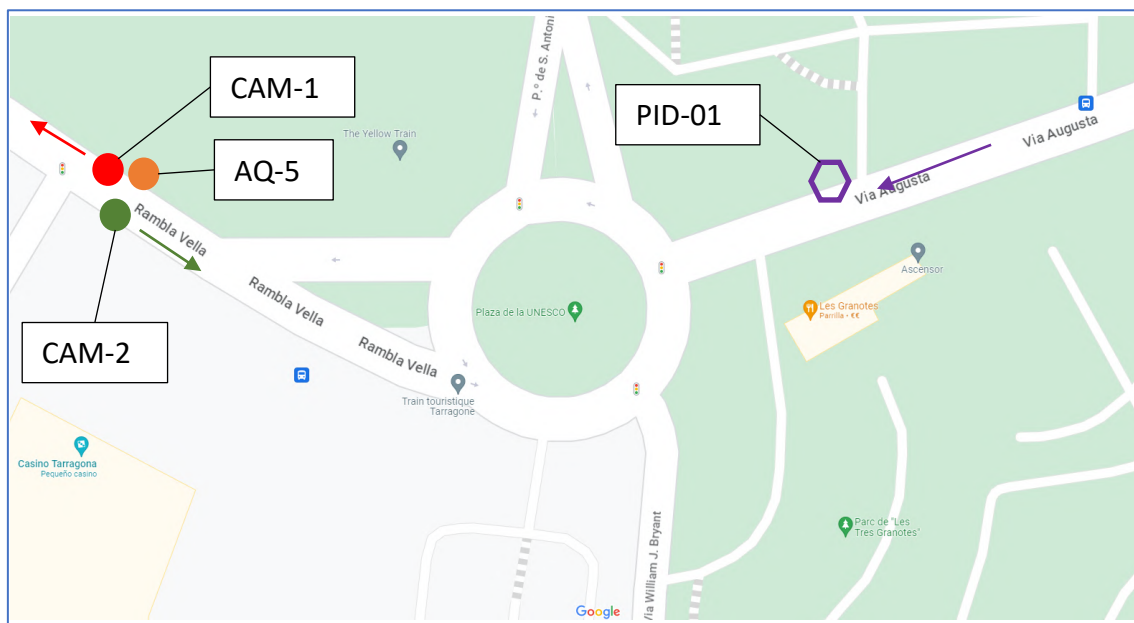 CAM-1
AQ-5
CAM-2
PID-01
P.º de S. Antoni
The Yellow Train
Via Augusta
Via Augusta
Rambla Vella
Rambla Vella
Rambla Vella
Plaza de la UNESCO
Ascensor
Les Granotes
Parrilla · €€
Train touristique
Tarragone
Casino Tarragona
Pequeño casino
Parc de "Les
Tres Granotes"
Via William J. Bryant
Google